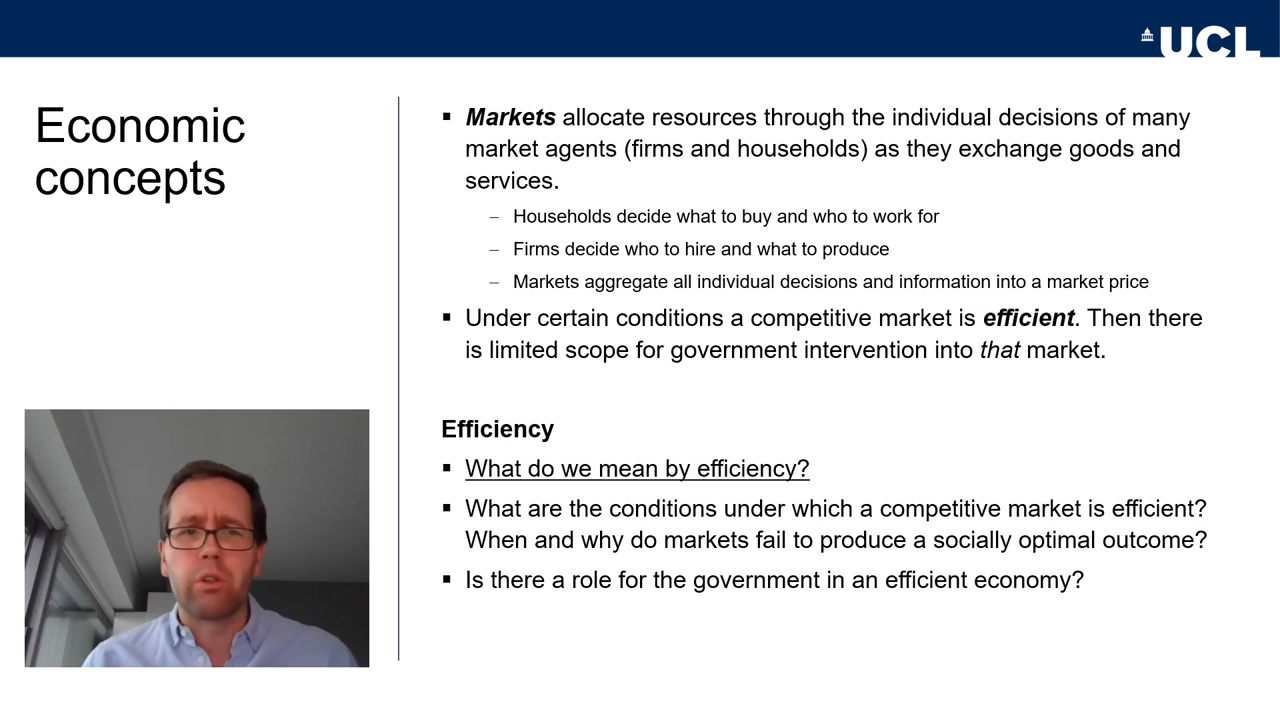 UCL
Economic
concepts
▪ Markets allocate resources through the individual decisions of many
market agents (firms and households) as they exchange goods and
services.
– Households decide what to buy and who to work for
– Firms decide who to hire and what to produce
– Markets aggregate all individual decisions and information into a market price
▪ Under certain conditions a competitive market is efficient. Then there
is limited scope for government intervention into that market.
Efficiency
▪ What do we mean by efficiency?
▪ What are the conditions under which a competitive market is efficient?
When and why do markets fail to produce a socially optimal outcome?
▪ Is there a role for the government in an efficient economy?